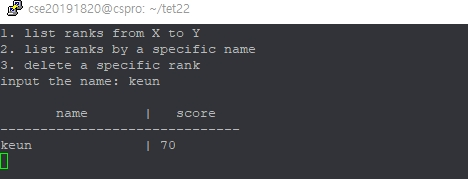 cse20191820@cspro: ~/tet22
1. list ranks from X to Y
2. list ranks by a specific name
3. delete a specific rank
input the name: keun
name | score
------------------------------
keun | 70